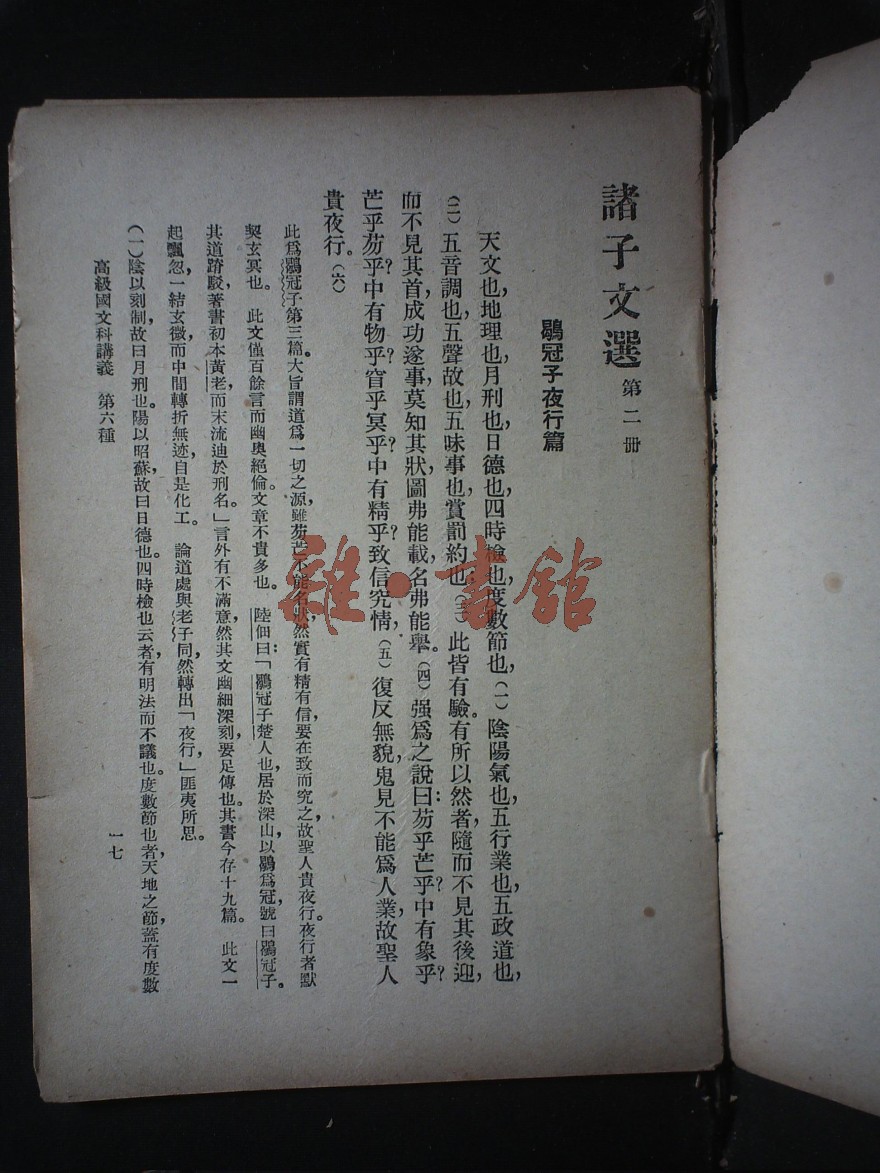 諸子文選 第二冊
鶡冠子夜行篇
天文也，地理也，月刑也，日德也，四時檢也，度數節也，（一）陰陽氣也，五行業也，五政道也，
（二）五音調也，五聲故也，五味事也，賞罰約也，（三）此皆有驗。有所以然者，隨而不見其後，迎
而不見其首，成功遂事，莫知其狀，圖弗能載，名弗能舉。（四）强爲之說曰：芴乎芒乎？中有象乎？
芒乎芴乎？中有物乎？窅乎冥乎？中有精乎？致信究情，（五）復反無貌，鬼見不能爲人業，故聖人
貴夜行。（六）
此爲鶡冠子第三篇。大旨謂道爲一切之源，雖芴芒不能名狀，然實有精有信，要在致而究之，故聖人貴夜行。夜行者默
契玄冥也。　此文僅百餘言而幽奧絕倫。文章不貴多也。　陸佃曰：「鶡冠子楚人也，居於深山，以鶡爲冠，號曰鶡冠子。
其道踳駁，著書初本黃老，而末流迪於刑名。」言外有不滿意，然其文幽細深刻，要足傳也。其書今存十九篇。　此文一
起飄忽，一結玄微，而中間轉折無迹，自是化工。　論道處與老子同，然轉出「夜行」匪夷所思。
（一）陰以刻制，故曰月刑也。陽以昭蘇，故曰日德也。四時檢也云者，有明法而不議也。度數節也者，天地之節，蓋有度數
高級國文科講義　第六種
一七
雜·書館